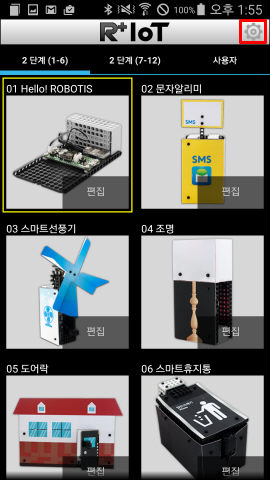 100% 오후 1:55
R+IoT
2 단계 (1-6) 2 단계 (7-12) 사용자
01 Hello! ROBOTIS
02 문자알리미
SMS
SMS
편집
편집
03 스마트선풍기
04 조명
편집
편집
05 도어락
06 스마트휴지통
편집
편집